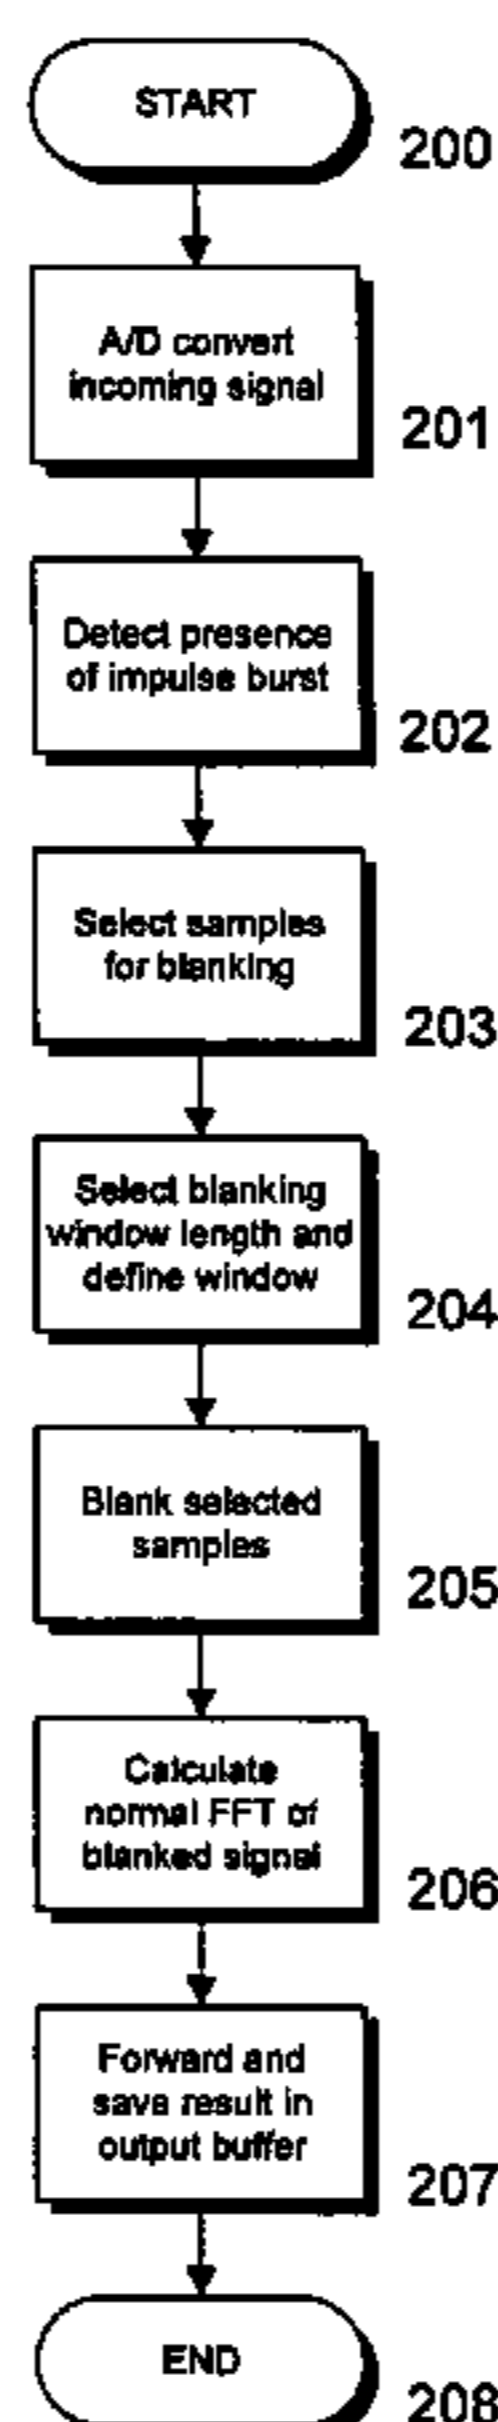 START
200
A/D convert
incoming signal
201
Detect presence
of impulse burst
202
Select samples
for blanking
203
Select blanking
window length and
define window
204
Blank selected
samples
205
Calculate
normal FFT of
blanked signal
206
Forward and
save result in
output buffer
207
END
208